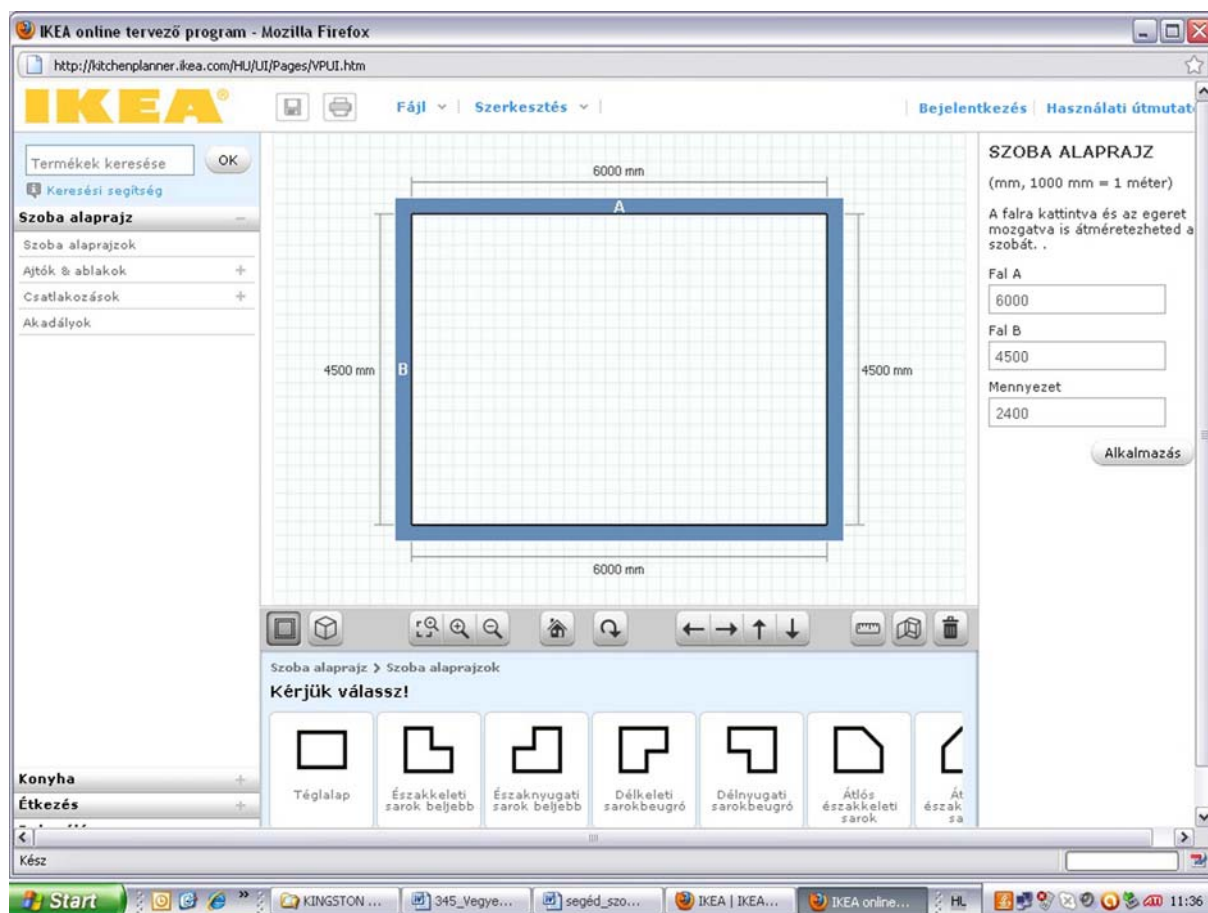 IKEA online tervező program - Mozilla Firefox
http://kitchenplanner.ikea.com/HU/UI/Pages/VPUI.htm
IKEA®
Fájl
Szerkesztés
Bejelentkezés
Használati útmutat
Termékek keresése
OK
Keresési segítség
Szoba alaprajz
Szoba alaprajzok
Ajtók & ablakok
Csatlakozások
Akadályok
Konyha
Étkezés
6000 mm
A
4500 mm
B
4500 mm
6000 mm
SZOBA ALAPRAJZ
(mm, 1000 mm = 1 méter)
A falra kattintva és az egeret
mozgatva is átméretezheted a
szobát. .
Fal A
6000
Fal B
4500
Mennyezet
2400
Alkalmazás
Szoba alaprajz > Szoba alaprajzok
Kérjük válassz!
Téglalap
Északkeleti
sarok beljebb
Északnyugati
sarok beljebb
Délkeleti
sarokbeugró
Délnyugati
sarokbeugró
Átlós
északkeleti
sarok
Át
észak
sa
Kész
Start
KINGSTON ...
345_Vegye...
segéd_szo...
IKEA | IKEA...
IKEA online...
HL
11:36